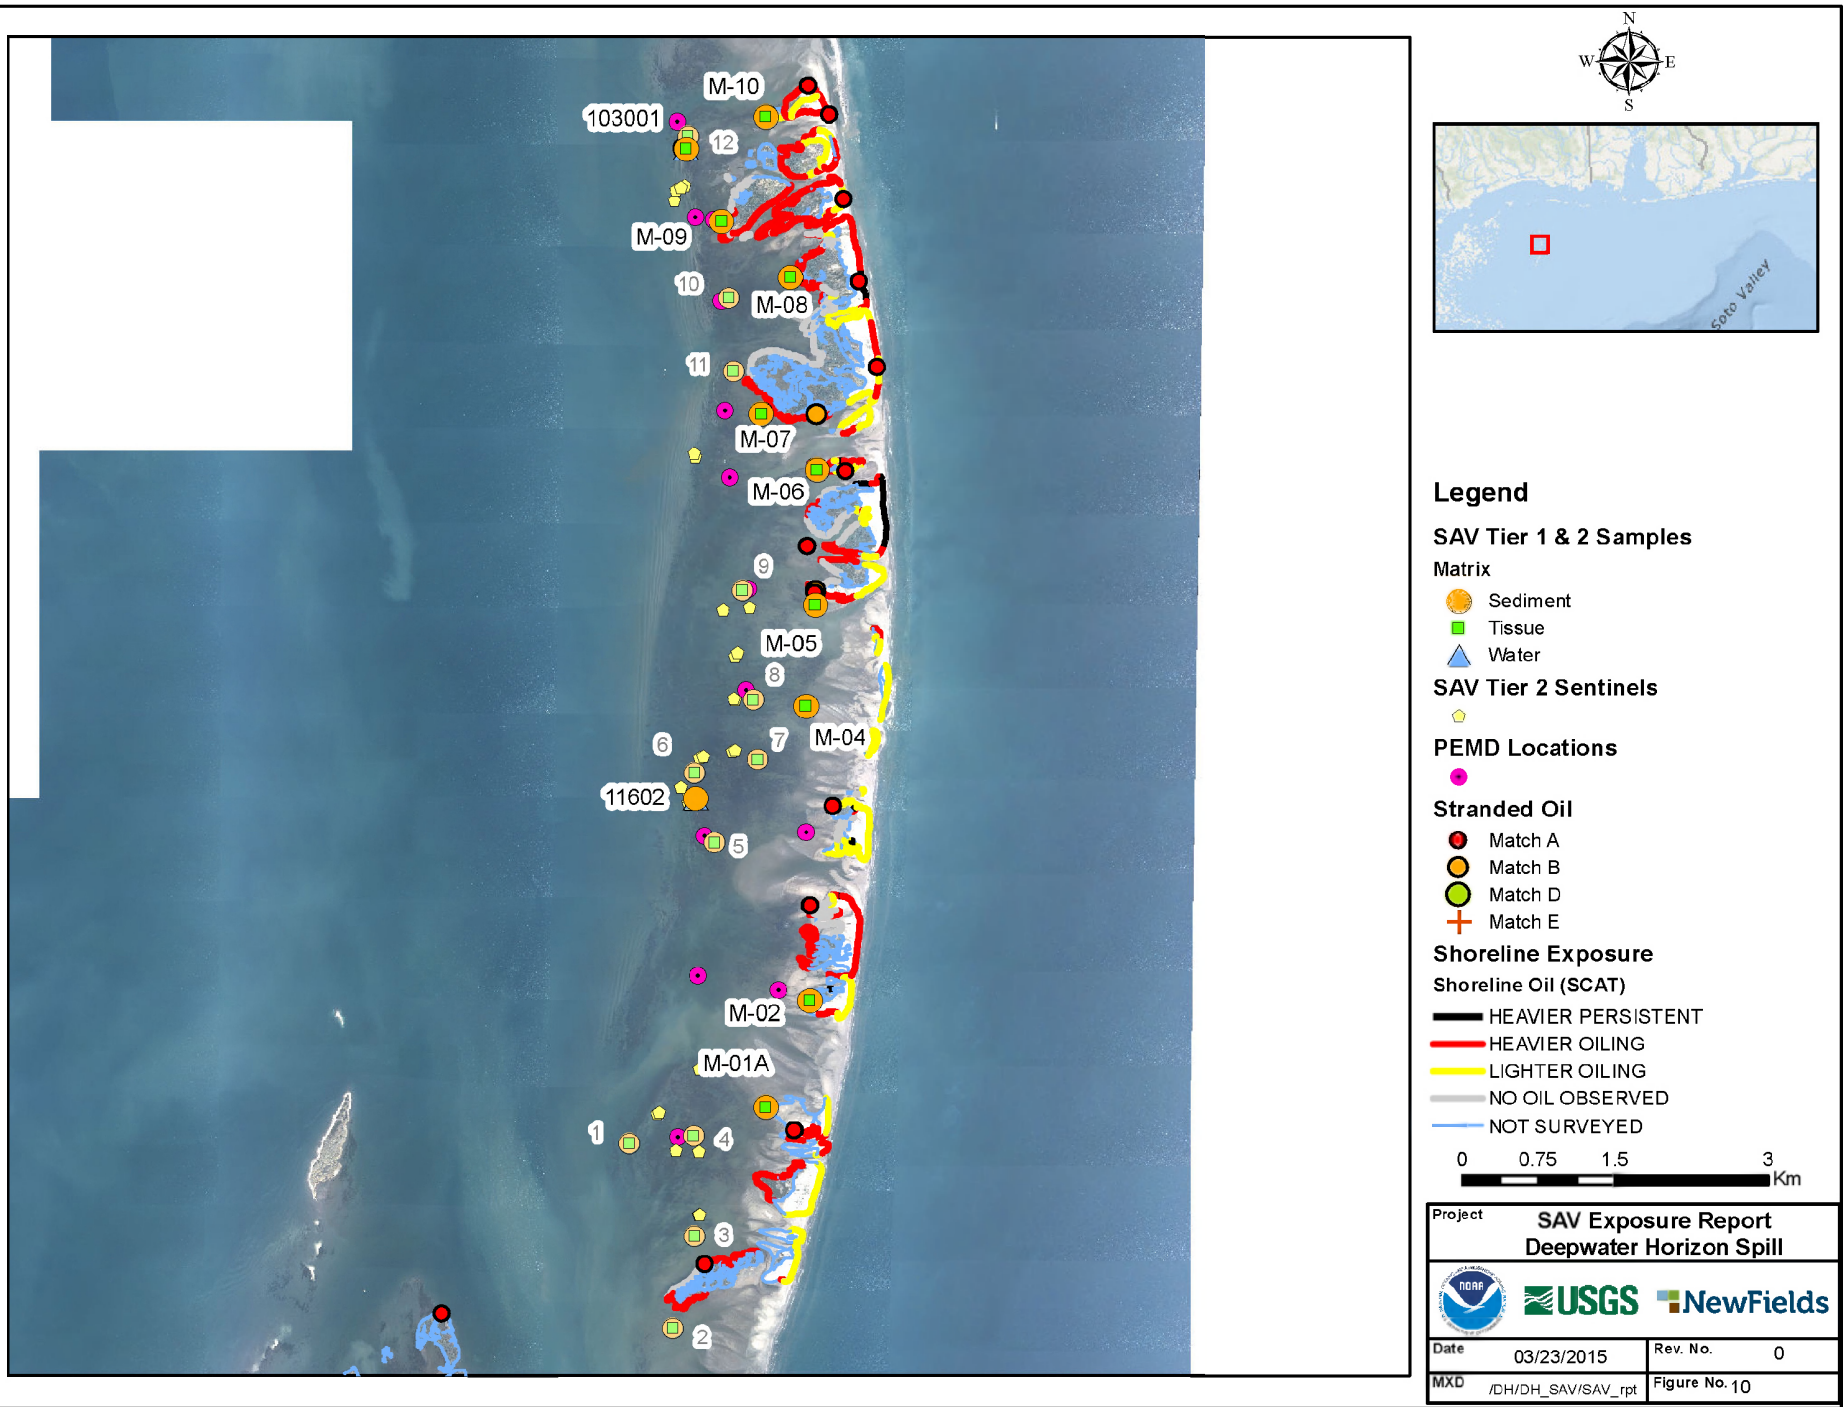 N
W
E
S
Soto Valley
M-10
103001
12
M-09
10
M-08
11
M-07
M-06
9
M-05
8
M-04
7
6
11602
5
M-02
M-01A
1
4
3
2
Legend
SAV Tier 1 & 2 Samples
Matrix
Sediment
Tissue
Water
SAV Tier 2 Sentinels
PEMD Locations
Stranded Oil
Match A
Match B
Match D
Match E
Shoreline Exposure
Shoreline Oil (SCAT)
HEAVIER PERSISTENT
HEAVIER OILING
LIGHTER OILING
NO OIL OBSERVED
NOT SURVEYED
0 0.75 1.5 3
Km
Project
SAV Exposure Report
Deepwater Horizon Spill
NOAA
USGS
NewFields
Date 03/23/2015
Rev. No. 0
MXD /DH/DH_SAV/SAV_rpt
Figure No. 10